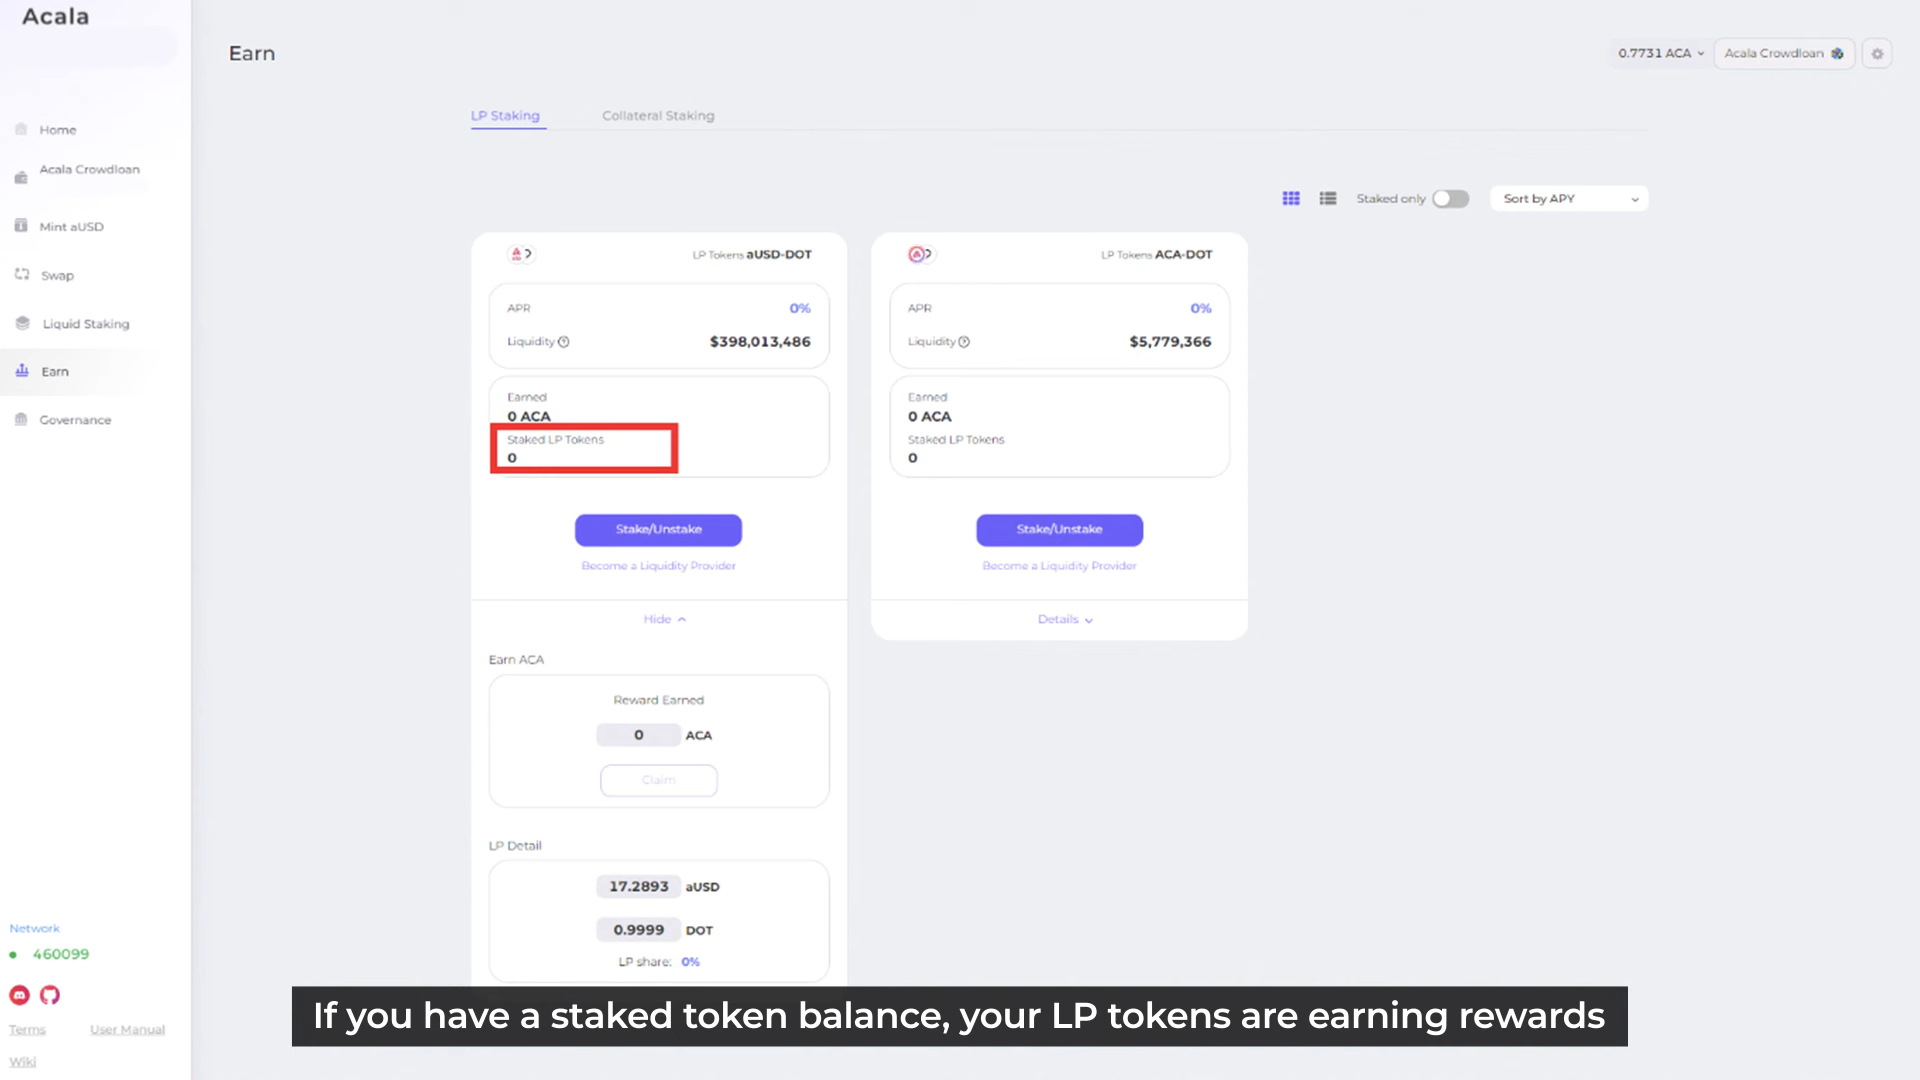 Acala
Earn
0.7731 ACA
Acala Crowdloan
Home
Acala Crowdloan
Mint aUSD
Swap
Liquid Staking
Earn
Governance
LP Staking
Collateral Staking
Staked only
Sort by APY
LP Tokens aUSD-DOT
APR 0%
Liquidity $398,013,486
Earned
0 ACA
Staked LP Tokens
0
Stake/Unstake
Become a Liquidity Provider
Hide
Earn ACA
Reward Earned
0 ACA
Claim
LP Detail
17.2893 aUSD
0.9999 DOT
LP share: 0%
LP Tokens ACA-DOT
APR 0%
Liquidity $5,779,366
Earned
0 ACA
Staked LP Tokens
0
Stake/Unstake
Become a Liquidity Provider
Details
Network
460099
Terms
User Manual
Wiki
If you have a staked token balance, your LP tokens are earning rewards